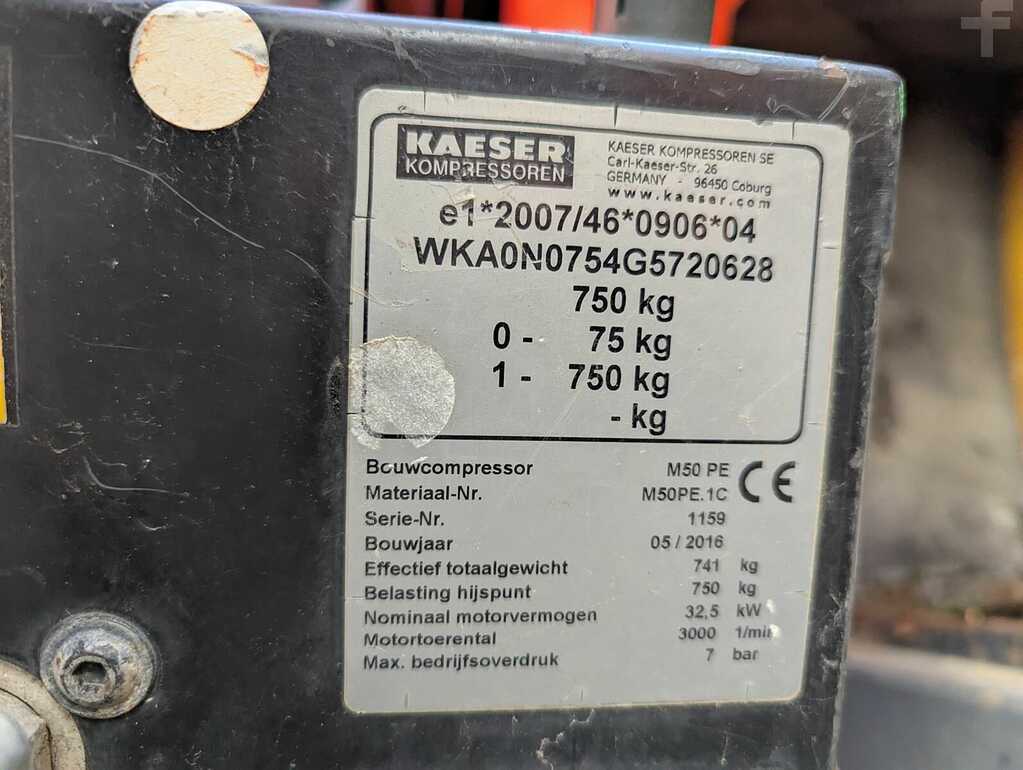 KAESER
KOMPRESSOREN
KAESER KOMPRESSOREN SE
Carl-Kaeser-Str. 26
GERMANY - 96450 Coburg
www.kaeser.com
e1*2007/46*0906*04
WKA0N0754G5720628
750 kg
0 - 75 kg
1 - 750 kg
- kg
Bouwcompressor M50 PE CE
Materiaal-Nr. M50PE.1C
Serie-Nr. 1159
Bouwjaar 05 / 2016
Effectief totaalgewicht 741 kg
Belasting hijspunt 750 kg
Nominaal motorvermogen 32,5 kW
Motortoerental 3000 1/min
Max. bedrijfsoverdruk 7 bar